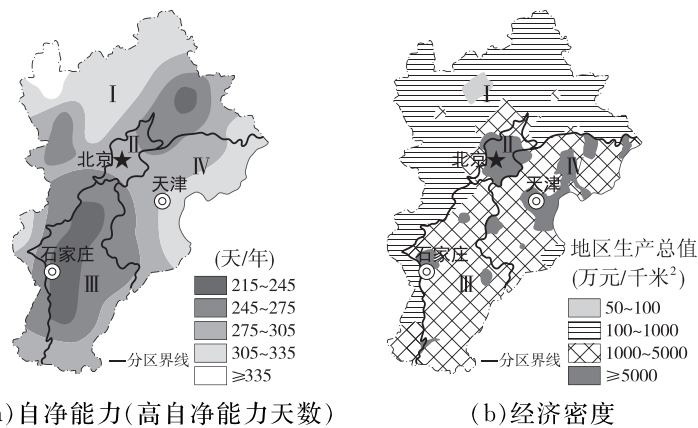 Ⅰ
Ⅱ
北京
Ⅳ
天津
石家庄
Ⅲ
(天/年)
215~245
245~275
275~305
305~335
≥335
分区界线
)自净能力(高自净能力天数)
Ⅰ
Ⅱ
北京
Ⅳ
天津
石家庄
Ⅲ
地区生产总值
(万元/千米²)
50~100
100~1000
1000~5000
≥5000
分区界线
(b)经济密度